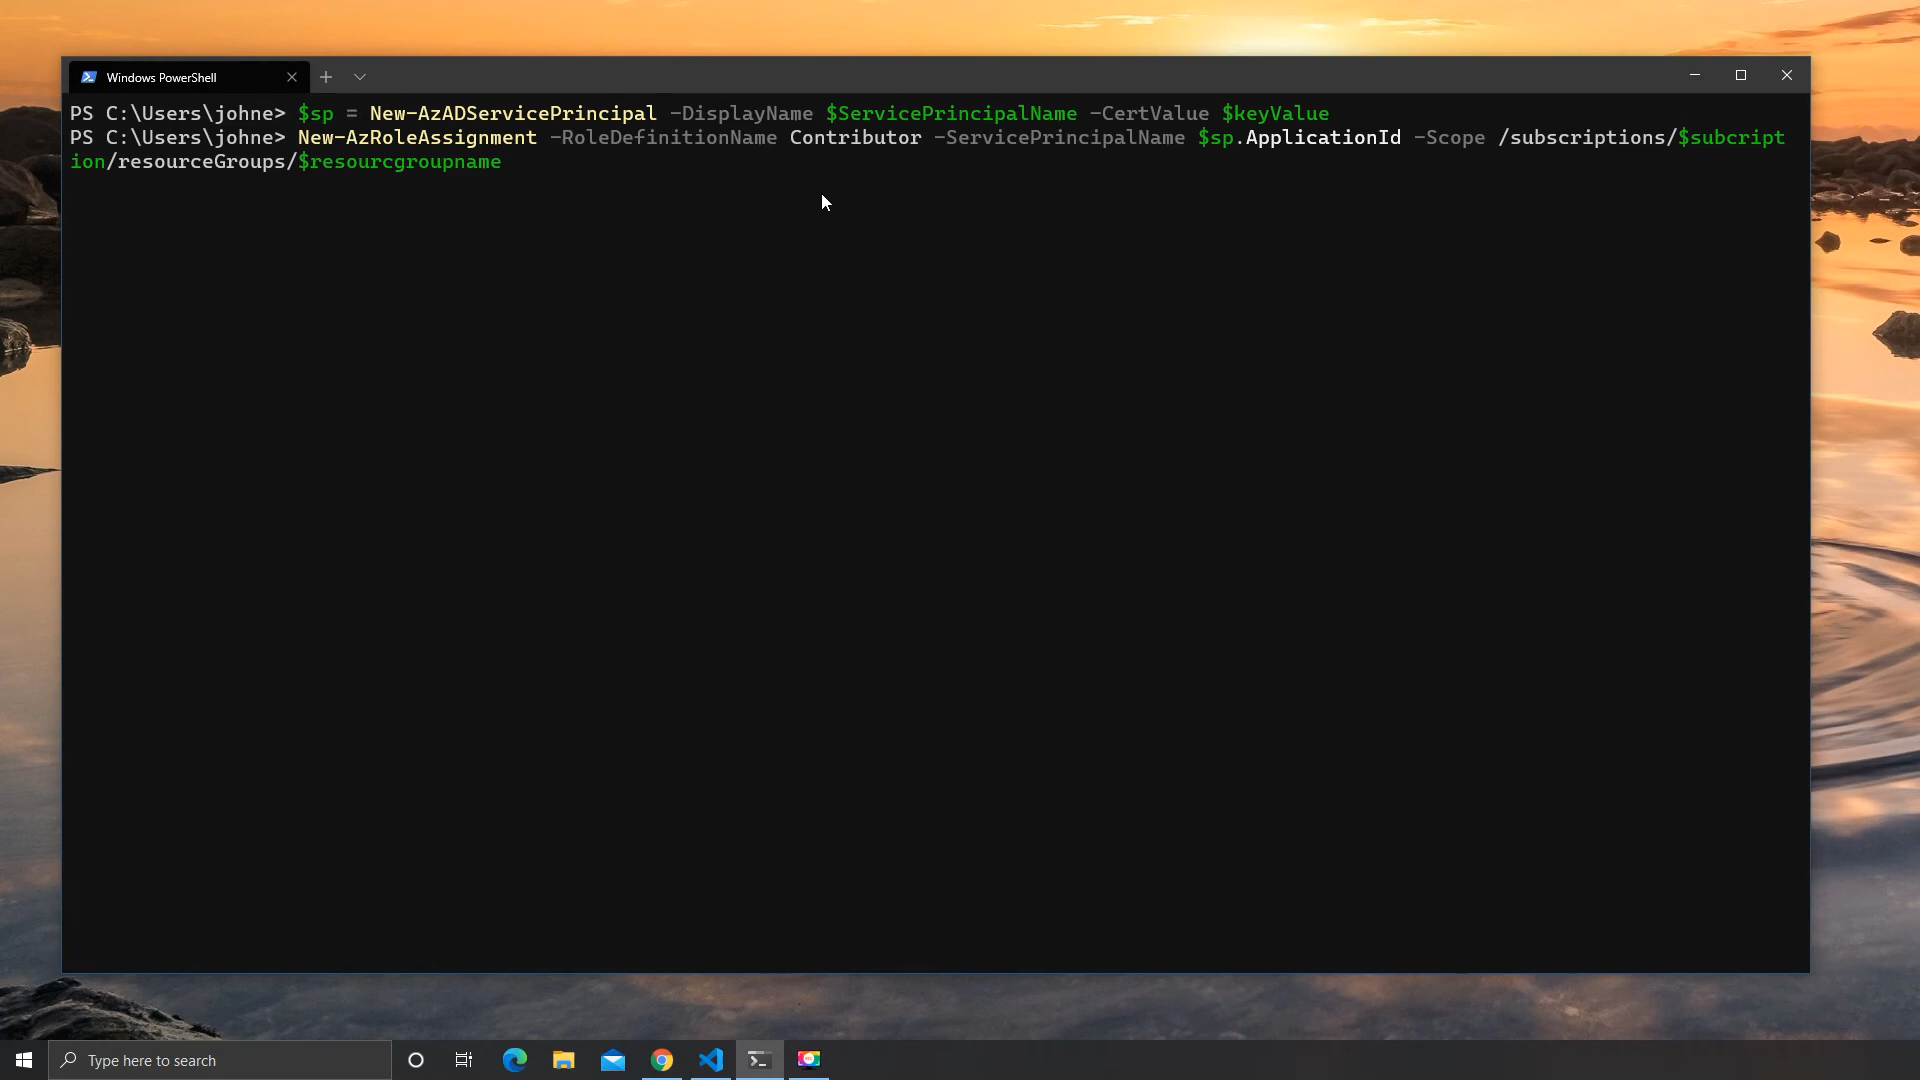 Windows PowerShell
PS C:\Users\johne> $sp = New-AzADServicePrincipal -DisplayName $ServicePrincipalName -CertValue $keyValue
PS C:\Users\johne> New-AzRoleAssignment -RoleDefinitionName Contributor -ServicePrincipalName $sp.ApplicationId -Scope /subscriptions/$subcript
ion/resourceGroups/$resourcgroupname
Type here to search